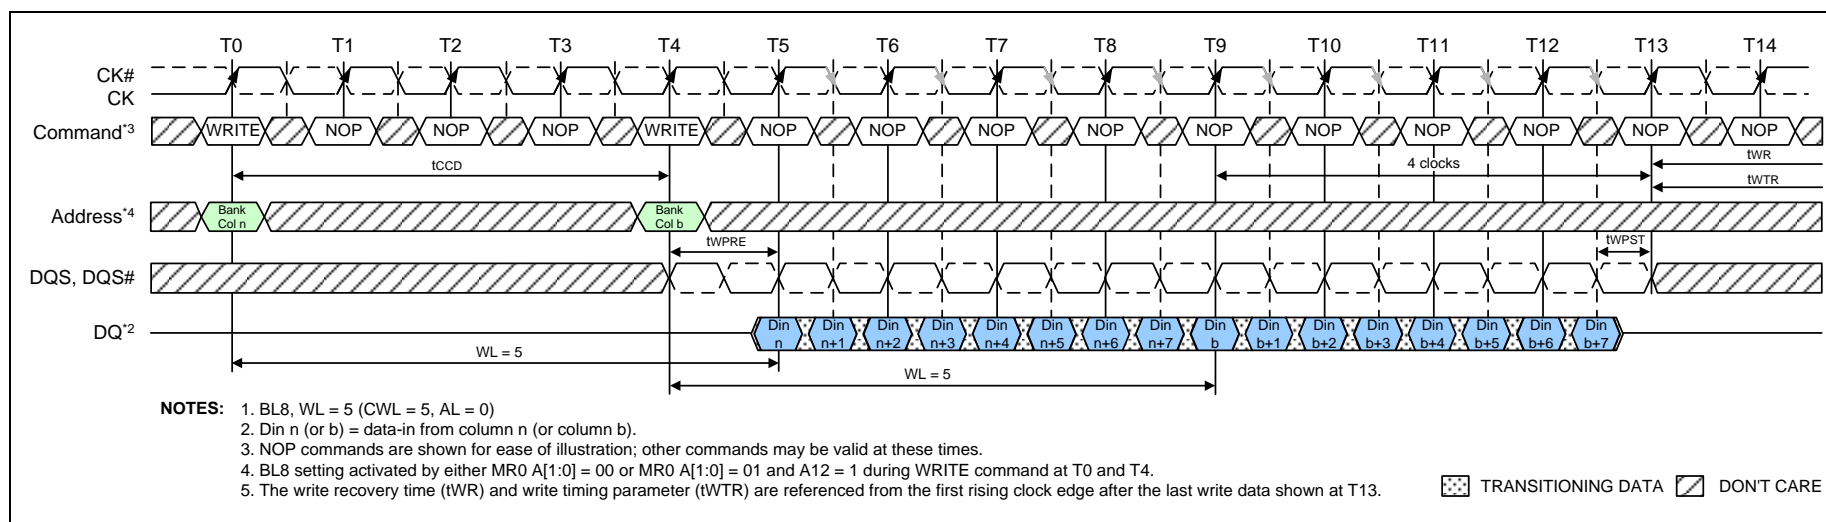 T0 T1 T2 T3 T4 T5 T6 T7 T8 T9 T10 T11 T12 T13 T14
CK#
CK
Command*3 WRITE NOP NOP NOP WRITE NOP NOP NOP NOP NOP NOP NOP NOP NOP NOP
tCCD 4 clocks tWR
tWTR
Address*4 Bank Col n Bank Col b
tWPRE tWPST
DQS, DQS#
DQ*2 Din n Din n+1 Din n+2 Din n+3 Din n+4 Din n+5 Din n+6 Din n+7 Din b Din b+1 Din b+2 Din b+3 Din b+4 Din b+5 Din b+6 Din b+7
WL = 5
WL = 5
NOTES: 1. BL8, WL = 5 (CWL = 5, AL = 0)
2. Din n (or b) = data-in from column n (or column b).
3. NOP commands are shown for ease of illustration; other commands may be valid at these times.
4. BL8 setting activated by either MR0 A[1:0] = 00 or MR0 A[1:0] = 01 and A12 = 1 during WRITE command at T0 and T4.
5. The write recovery time (tWR) and write timing parameter (tWTR) are referenced from the first rising clock edge after the last write data shown at T13.
TRANSITIONING DATA DON'T CARE